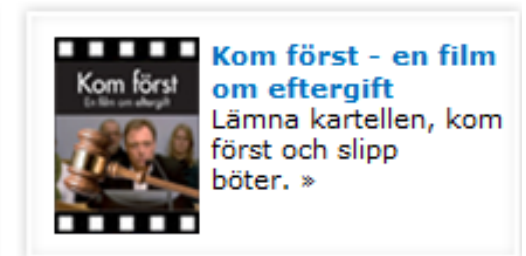 Kom först
En film om eftergift
Kom först - en film
om eftergift
Lämna kartellen, kom
först och slipp
böter. »